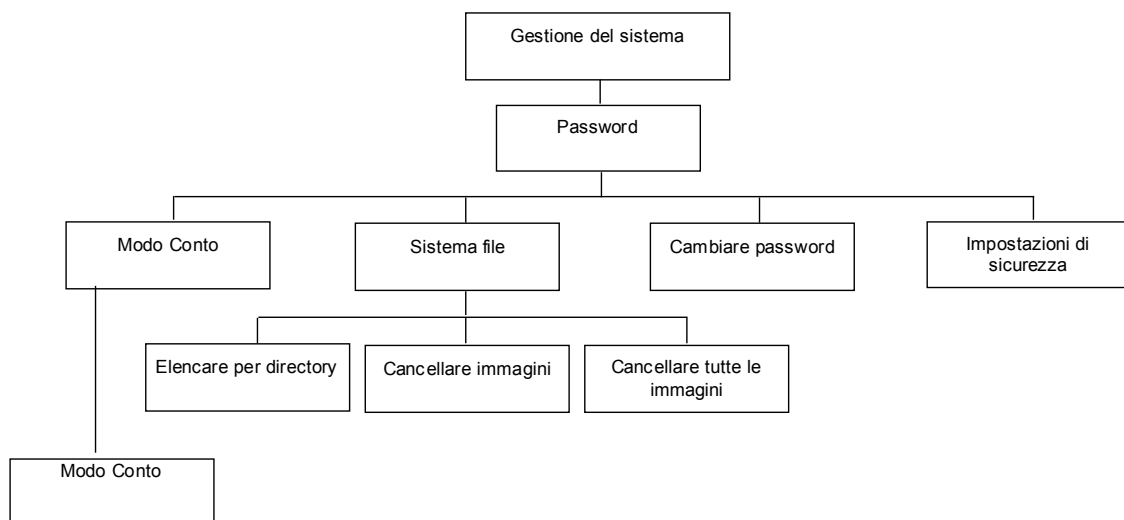 Gestione del sistema
Password
Modo Conto
Sistema file
Cambiare password
Impostazioni di
sicurezza
Elencare per directory
Cancellare immagini
Cancellare tutte le
immagini
Modo Conto